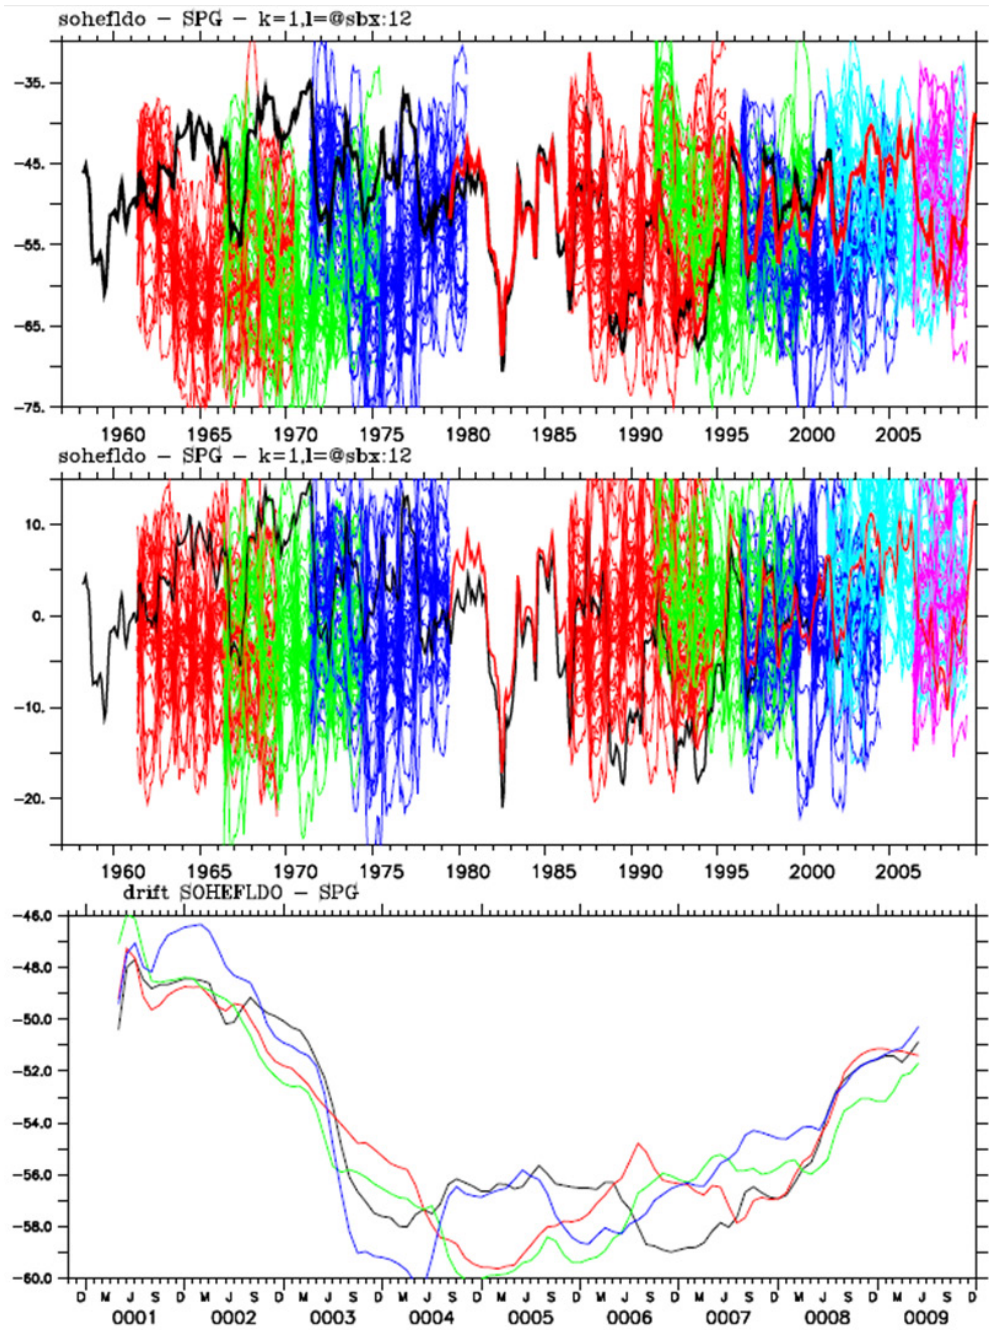 sohefldo – SPG – k=1,l=@sbx:12
-35.
-45.
-55.
-65.
-75.
1960 1965 1970 1975 1980 1985 1990 1995 2000 2005
sohefldo – SPG – k=1,l=@sbx:12
10.
0.
-10.
-20.
1960 1965 1970 1975 1980 1985 1990 1995 2000 2005
drift SOHEFLDO – SPG
-46.0
-48.0
-50.0
-52.0
-54.0
-56.0
-58.0
-60.0
D M J S D M J S D M J S D M J S D M J S D M J S D M J S D M J S D M J S D
0001 0002 0003 0004 0005 0006 0007 0008 0009